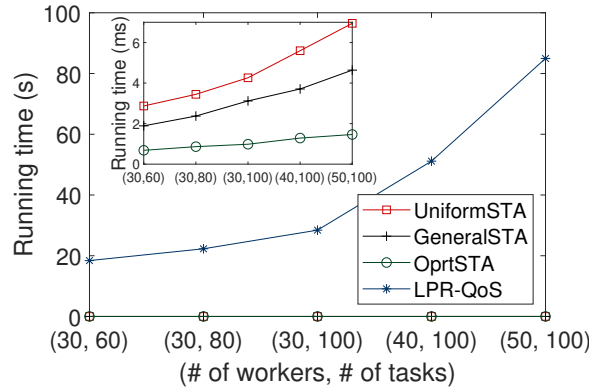 100
80
60
40
20
0
Running time (s)
6
4
2
0
Running time (ms)
(30,60) (30,80) (30,100) (40,100) (50,100)
UniformSTA
GeneralSTA
OprtSTA
LPR-QoS
(30, 60) (30, 80) (30, 100) (40, 100) (50, 100)
(# of workers, # of tasks)